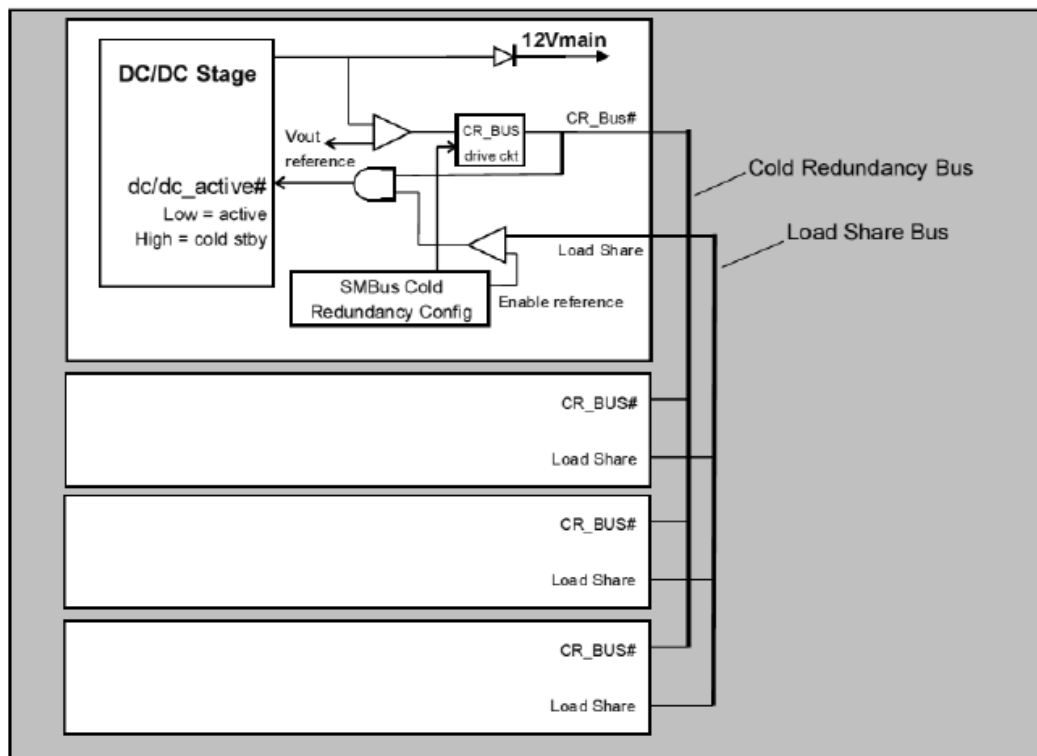 12Vmain
DC/DC Stage
CR_Bus#
CR_BUS
drive ckt
Vout
reference
Cold Redundancy Bus
dc/dc_active#
Low = active
High = cold stby
Load Share Bus
Load Share
SMBus Cold
Redundancy Config
Enable reference
CR_BUS#
Load Share
CR_BUS#
Load Share
CR_BUS#
Load Share